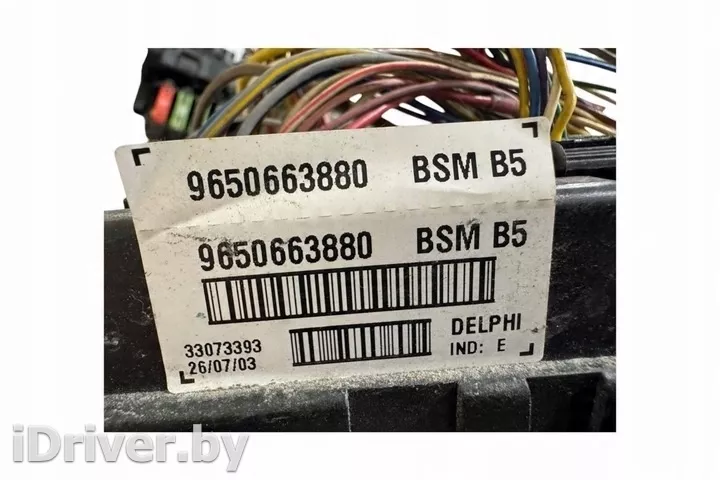 9650663880 BSM B5
9650663880 BSM B5
33073393 DELPHI
26/07/03 IND: E
iDriver.by